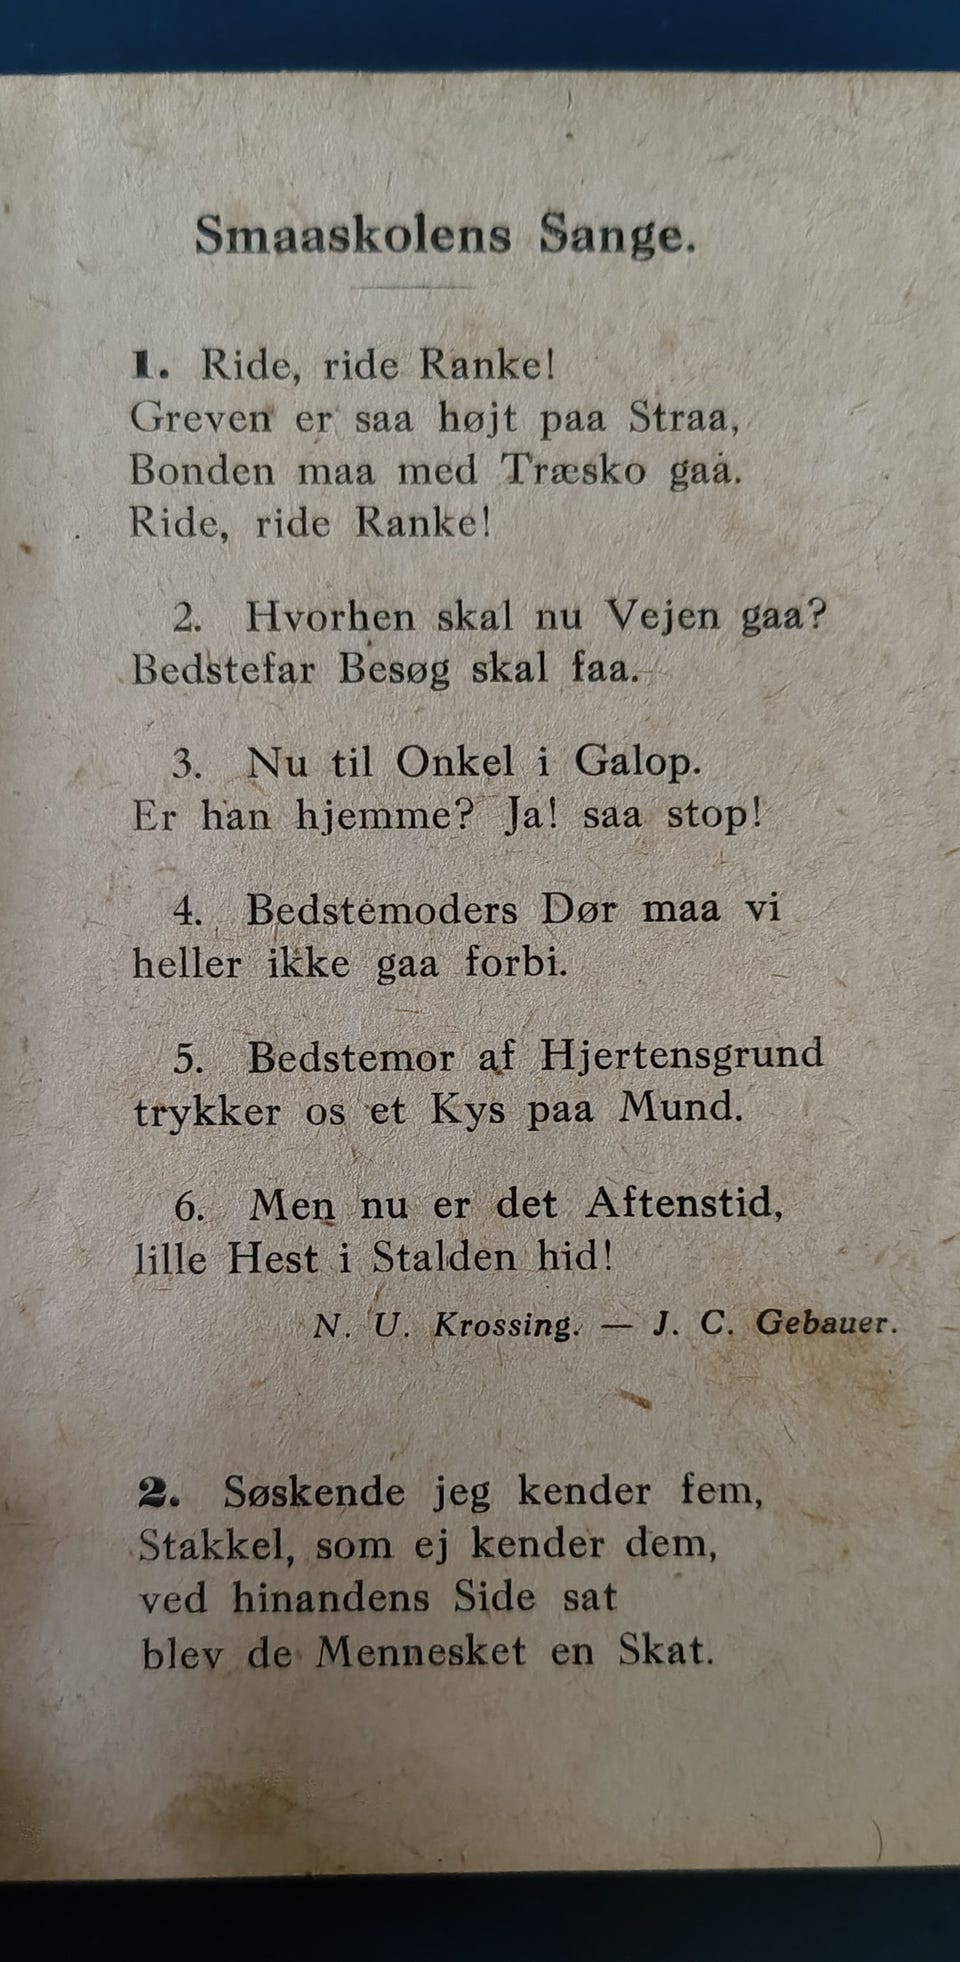 Smaaskolens Sange.
1. Ride, ride Ranke!
Greven er saa højt paa Straa,
Bonden maa med Træsko gaa.
Ride, ride Ranke!
2. Hvorhen skal nu Vejen gaa?
Bedstefar Besøg skal faa.
3. Nu til Onkel i Galop.
Er han hjemme? Ja! saa stop!
4. Bedstemoders Dør maa vi
heller ikke gaa forbi.
5. Bedstemor af Hjertensgrund
trykker os et Kys paa Mund.
6. Men nu er det Aftenstid,
lille Hest i Stalden hid!
N. U. Krossing. — J. C. Gebauer.
2. Søskende jeg kender fem,
Stakkel, som ej kender dem,
ved hinandens Side sat
blev de Mennesket en Skat.